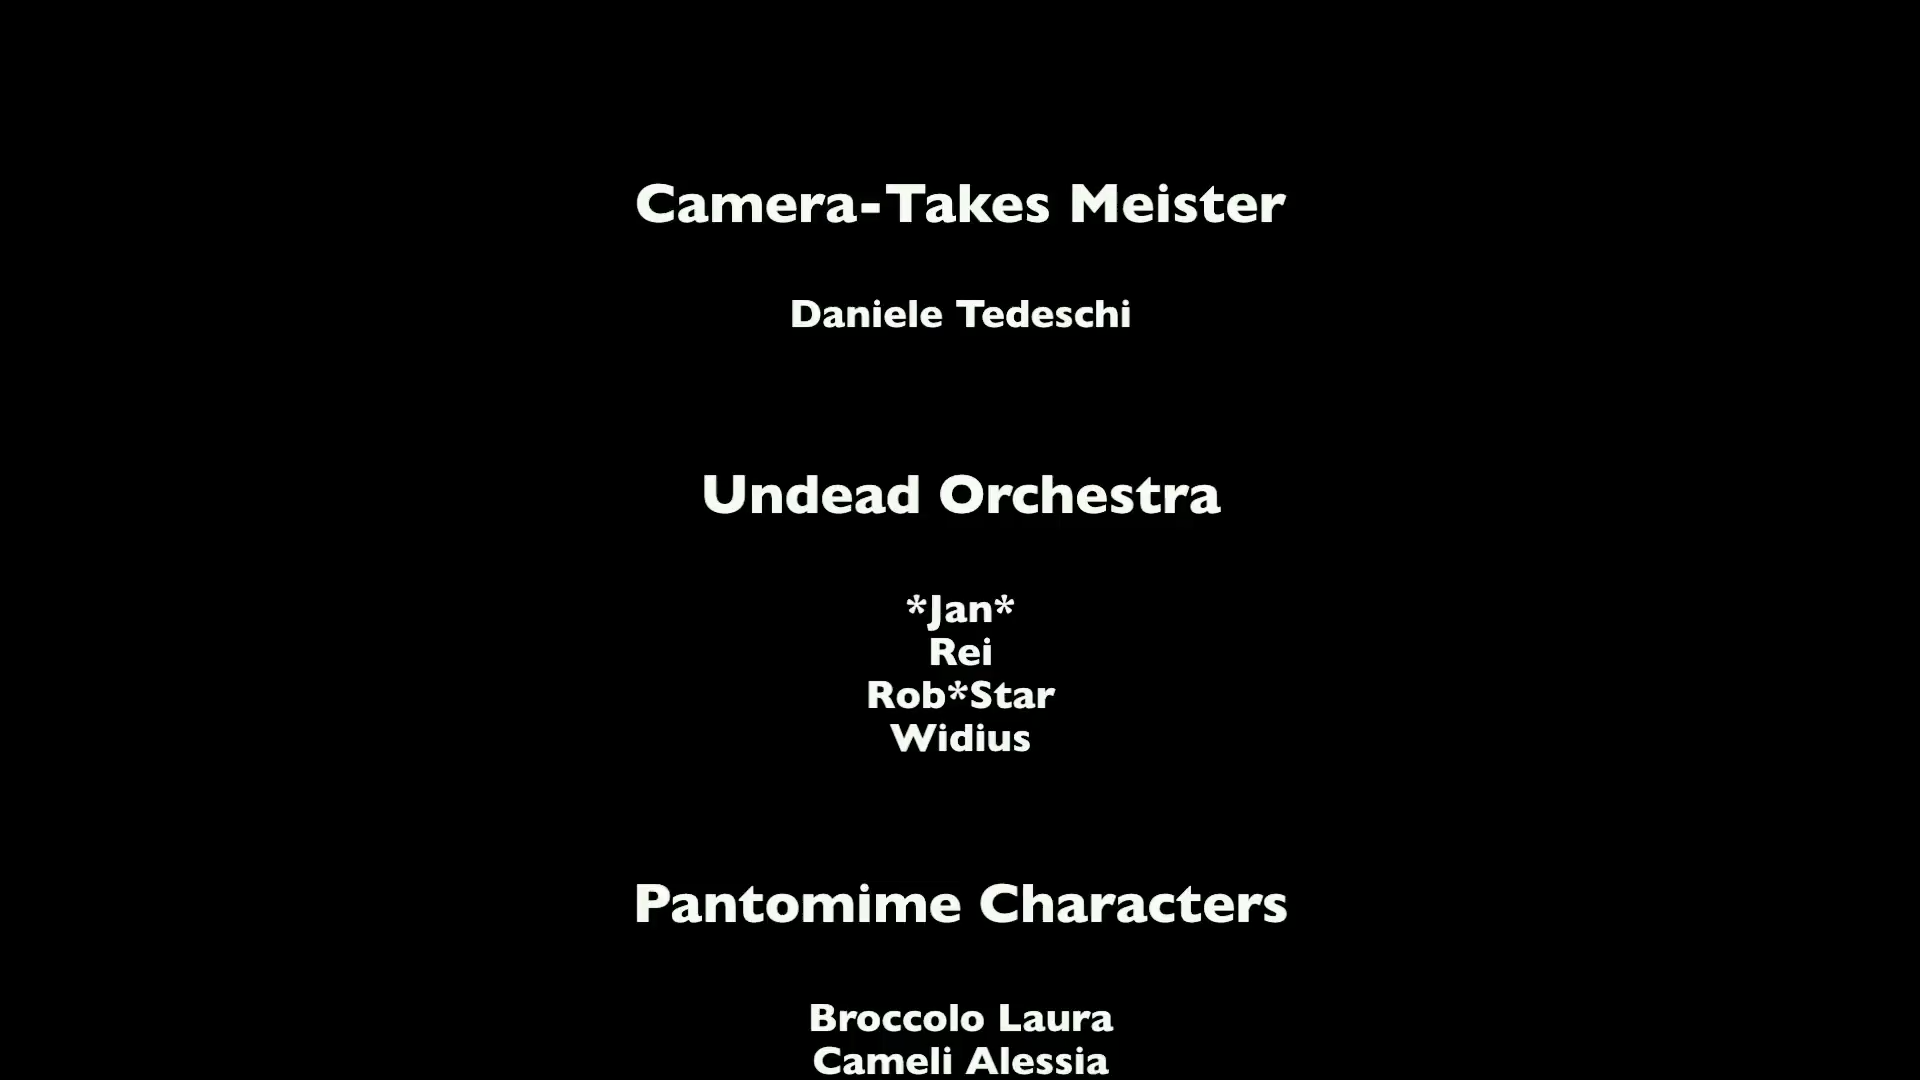 Camera-Takes Meister
Daniele Tedeschi
Undead Orchestra
*Jan*
Rei
Rob*Star
Widius
Pantomime Characters
Broccolo Laura
Cameli Alessia